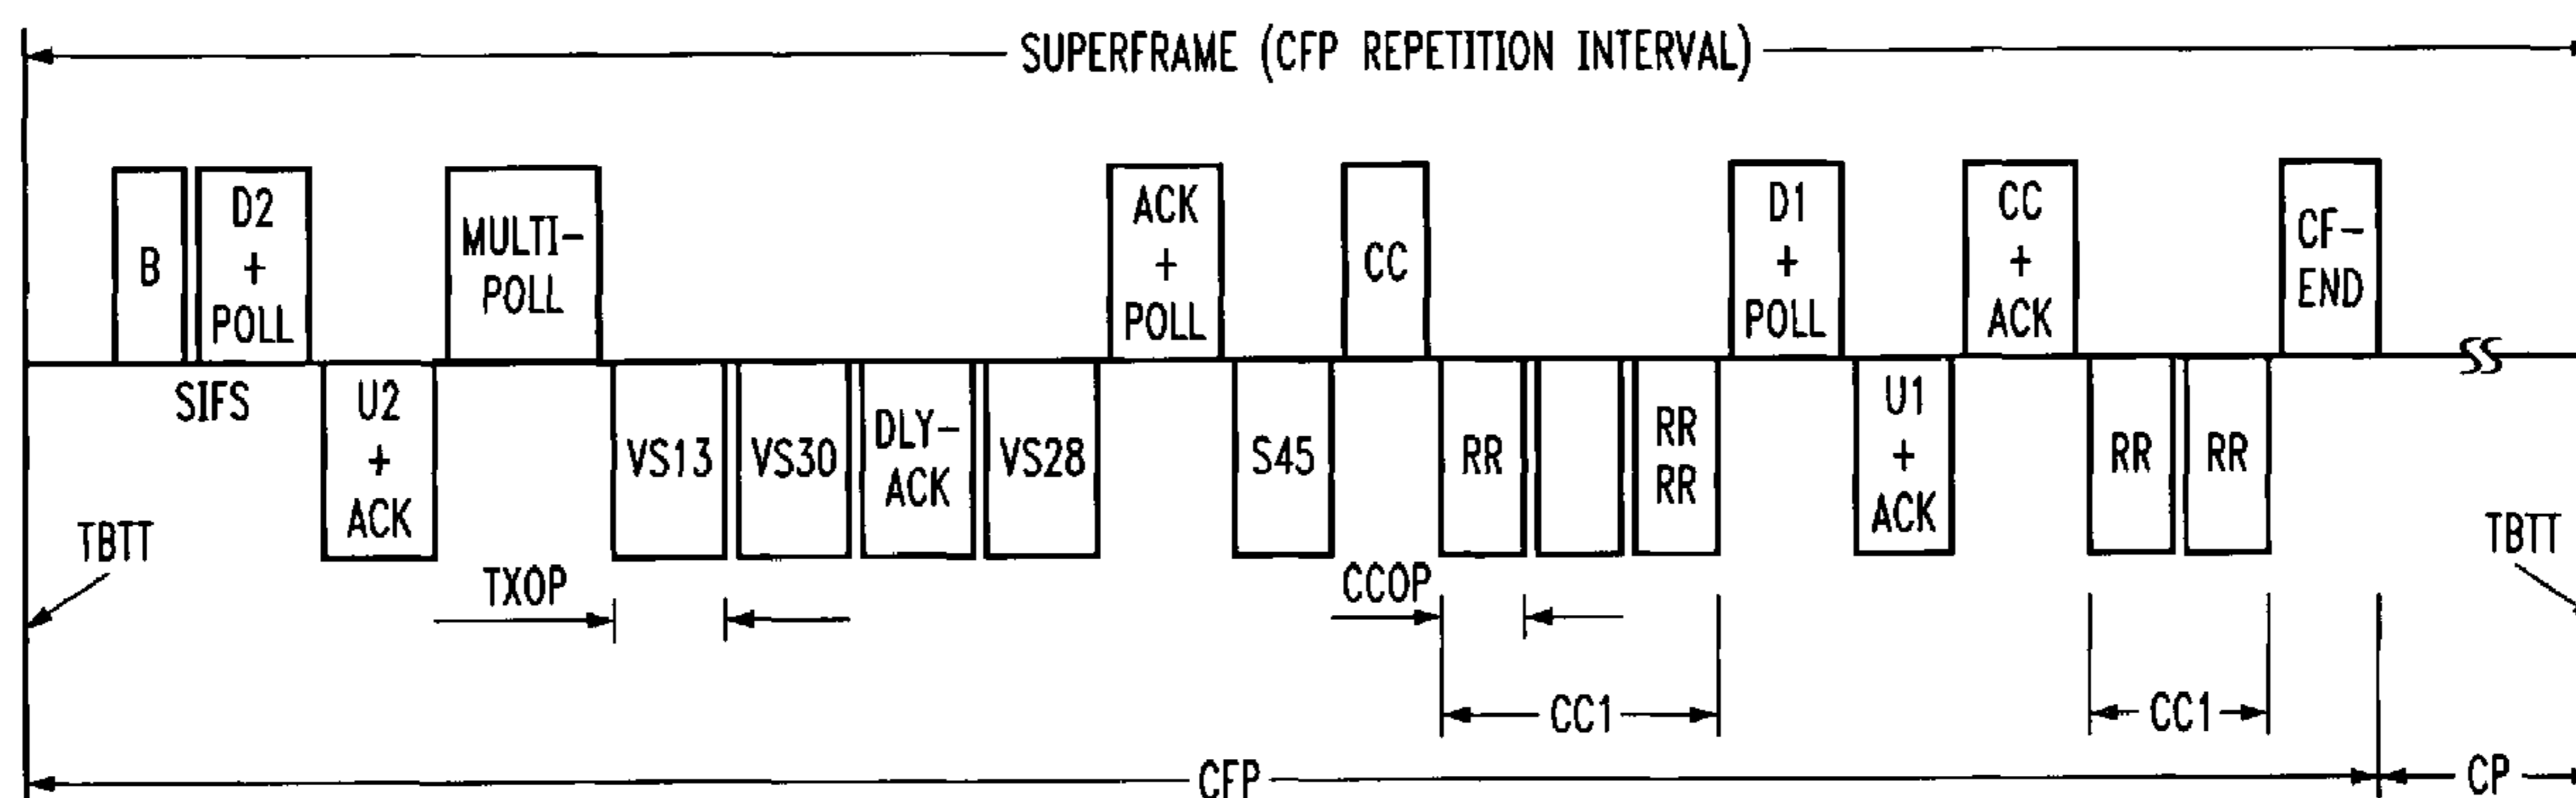 SUPERFRAME (CFP REPETITION INTERVAL)
B
D2
+
POLL
MULTI-
POLL
ACK
+
POLL
CC
D1
+
POLL
CC
+
ACK
CF-
END
SIFS
U2
+
ACK
VS13
VS30
DLY-
ACK
VS28
S45
RR
RR
RR
U1
+
ACK
RR
RR
TBTT
TXOP
CCOP
TBTT
CC1
CC1
CFP
CP